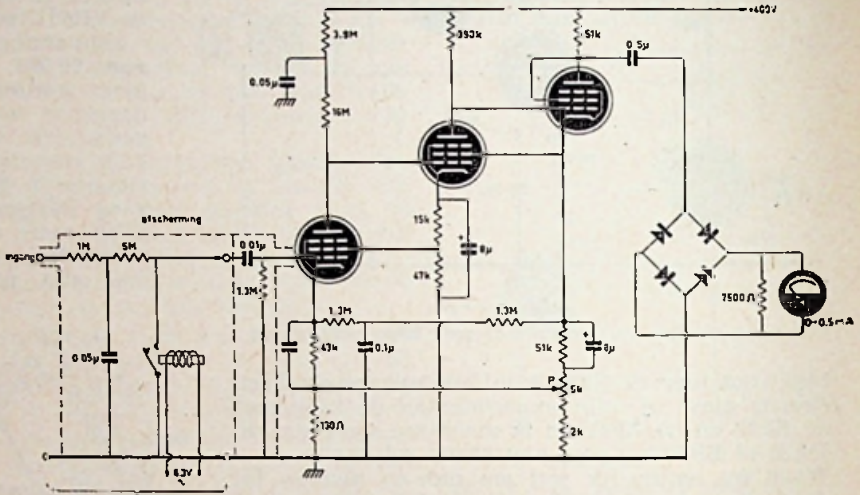 +400V
3.9M
390k
51k
0.5µ
0.05µ
16M
15k
8µ
47k
afscherming
ingang
1M
5M
0.01µ
1.3M
0.05µ
6.3V
~
1.3M
1.3M
43k
0.1µ
51k
8µ
P
5k
130Ω
2k
7500Ω
0-0.5mA